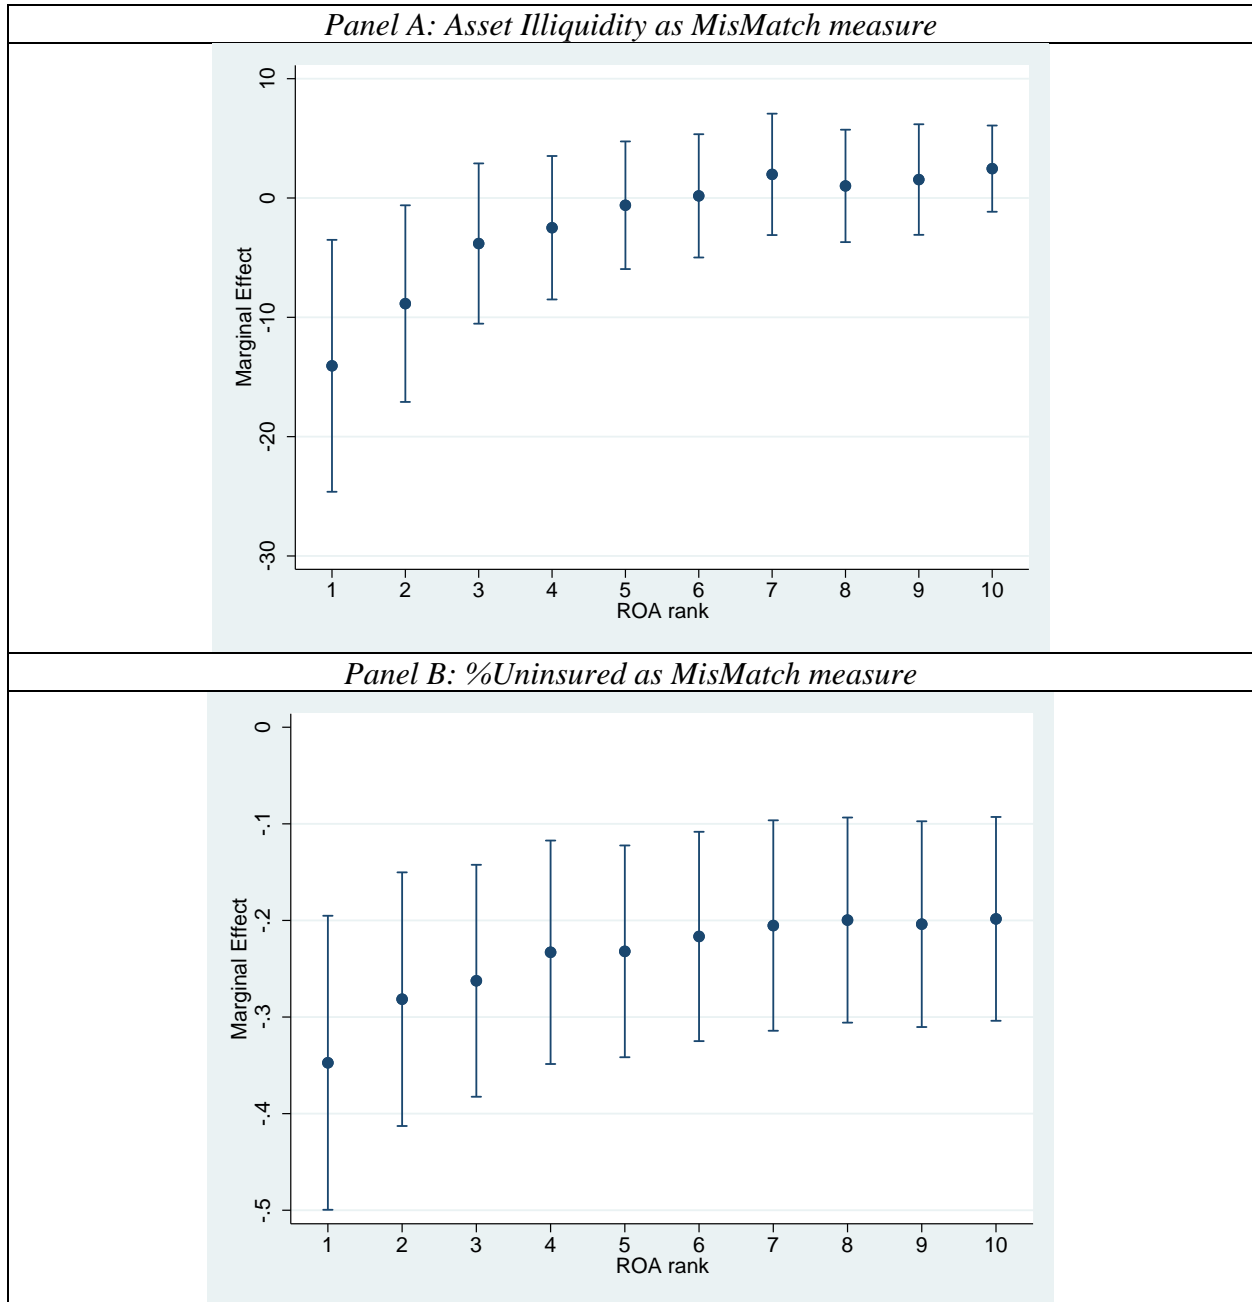 Panel A: Asset Illiquidity as MisMatch measure
10
0
-10
-20
-30
Marginal Effect
1 2 3 4 5 6 7 8 9 10
ROA rank
Panel B: %Uninsured as MisMatch measure
0
-.1
-.2
-.3
-.4
-.5
Marginal Effect
1 2 3 4 5 6 7 8 9 10
ROA rank